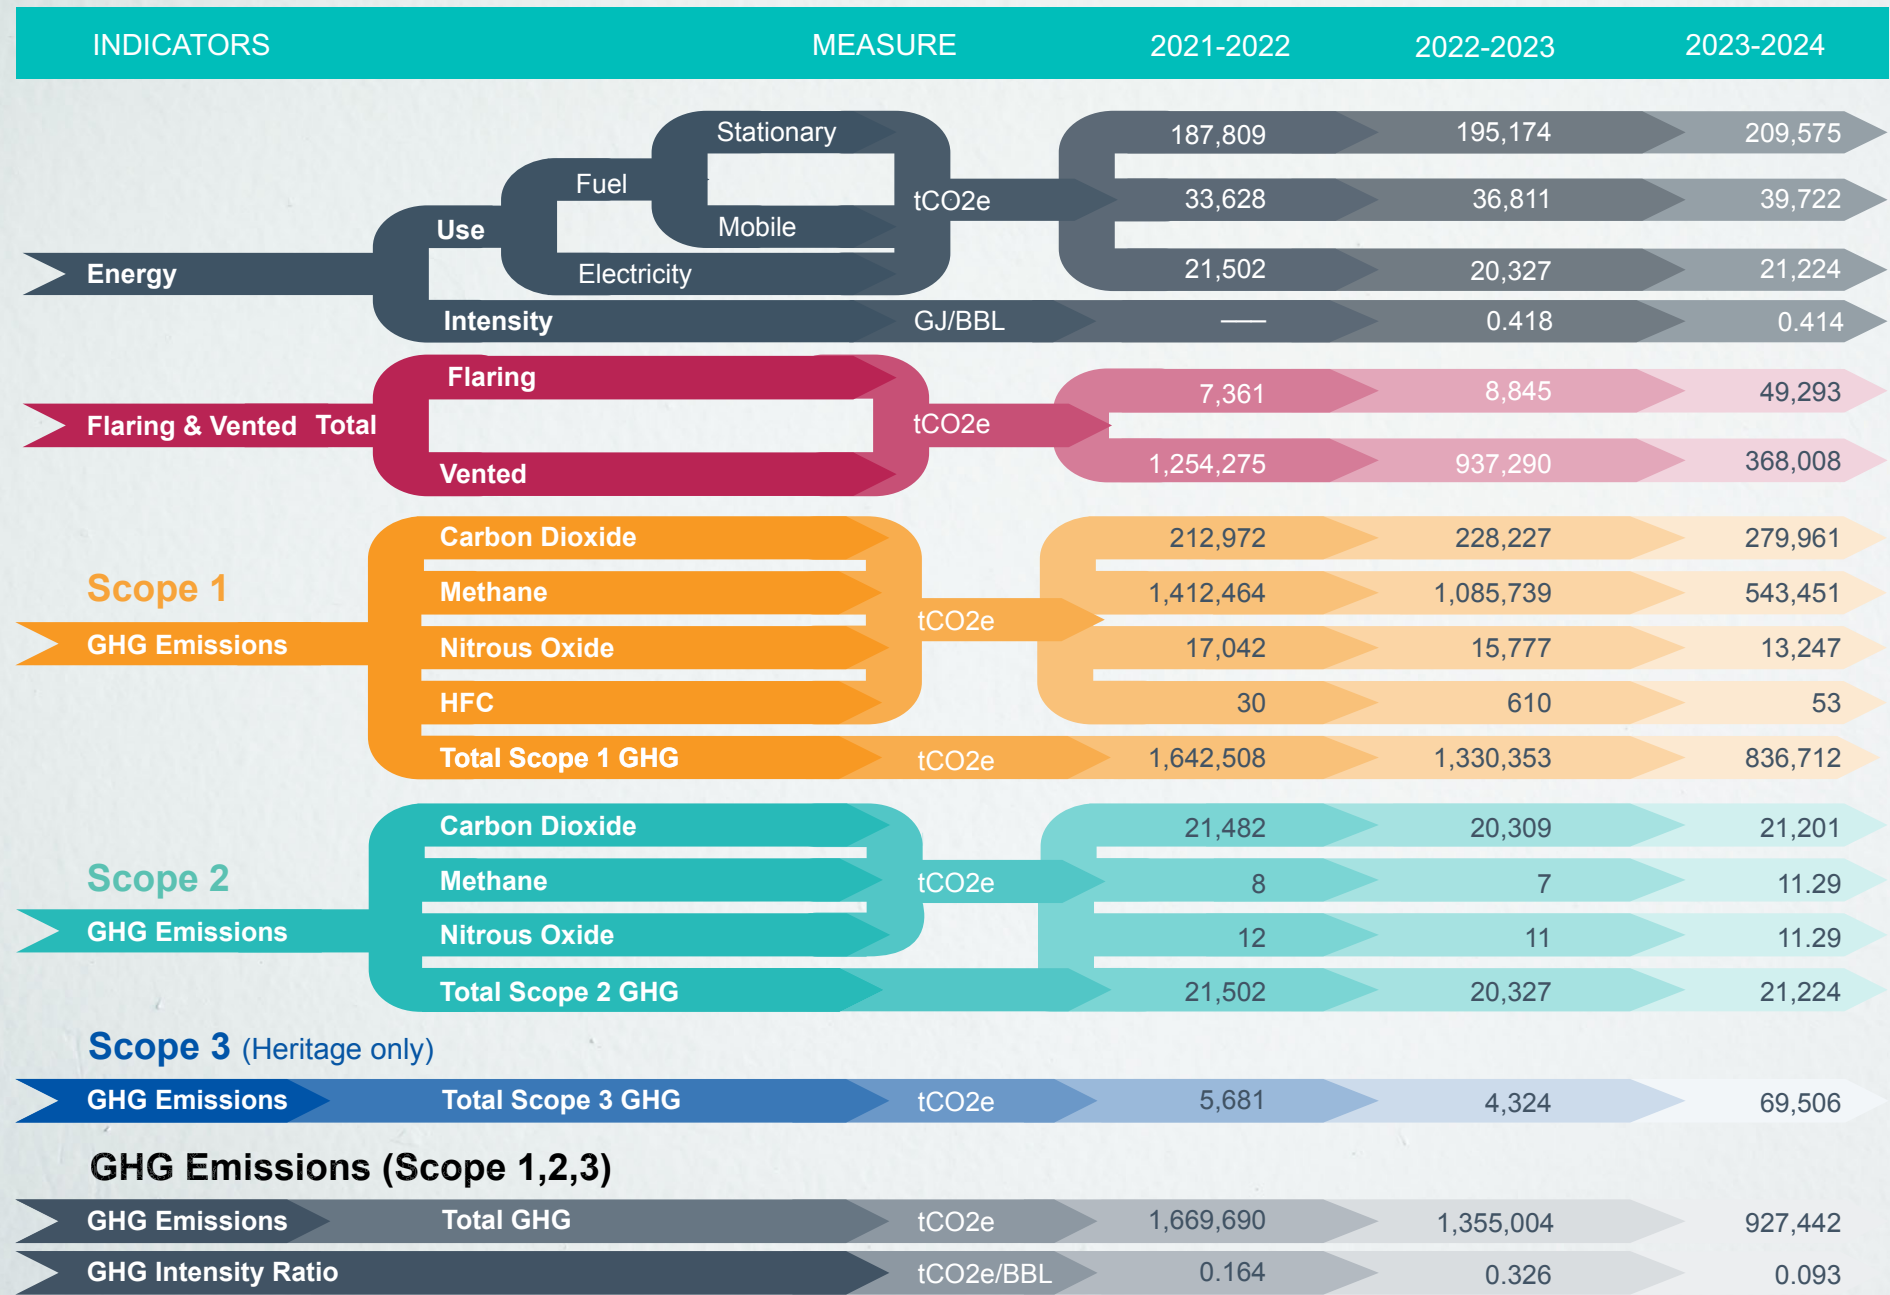 INDICATORS MEASURE 2021-2022 2022-2023 2023-2024
Stationary 187,809 195,174 209,575
Fuel
tCO2e 33,628 36,811 39,722
Use Mobile
Energy Electricity 21,502 20,327 21,224
Intensity GJ/BBL — 0.418 0.414
Flaring 7,361 8,845 49,293
Flaring & Vented Total tCO2e
Vented 1,254,275 937,290 368,008
Carbon Dioxide 212,972 228,227 279,961
Scope 1 Methane 1,412,464 1,085,739 543,451
tCO2e
GHG Emissions Nitrous Oxide 17,042 15,777 13,247
HFC 30 610 53
Total Scope 1 GHG tCO2e 1,642,508 1,330,353 836,712
Carbon Dioxide 21,482 20,309 21,201
Scope 2 Methane tCO2e 8 7 11.29
GHG Emissions Nitrous Oxide 12 11 11.29
Total Scope 2 GHG 21,502 20,327 21,224
Scope 3 (Heritage only)
GHG Emissions Total Scope 3 GHG tCO2e 5,681 4,324 69,506
GHG Emissions (Scope 1,2,3)
GHG Emissions Total GHG tCO2e 1,669,690 1,355,004 927,442
GHG Intensity Ratio tCO2e/BBL 0.164 0.326 0.093